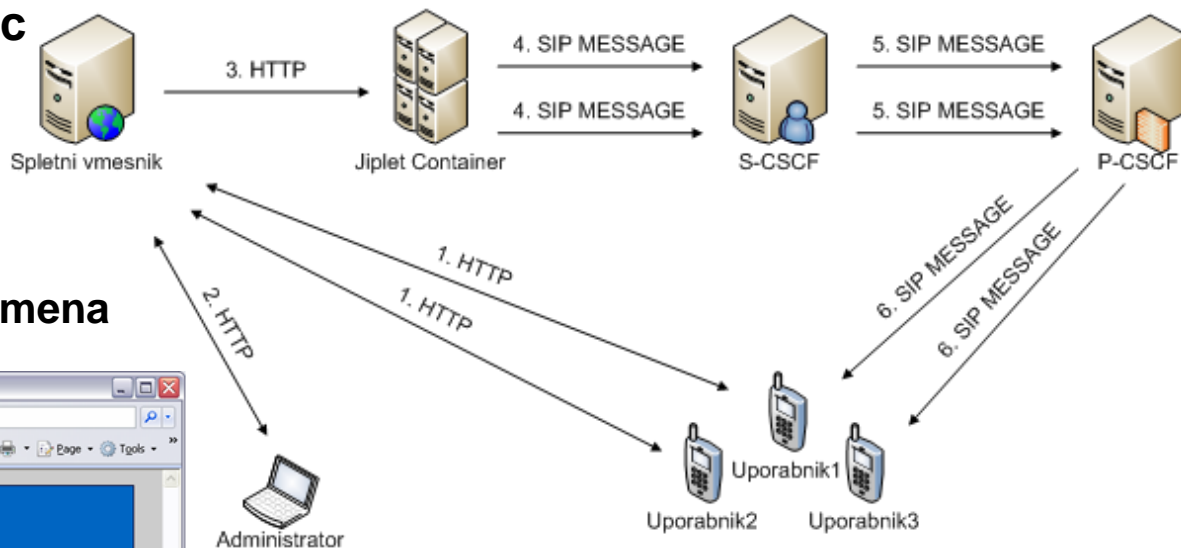 c
3. HTTP
4. SIP MESSAGE
5. SIP MESSAGE
4. SIP MESSAGE
5. SIP MESSAGE
Spletni vmesnik
Jiplet Container
S-CSCF
P-CSCF
1. HTTP
6. SIP MESSAGE
1. HTTP
6. SIP MESSAGE
2. HTTP
mena
Page
Tools
»
Uporabnik1
Uporabnik2
Uporabnik3
Administrator